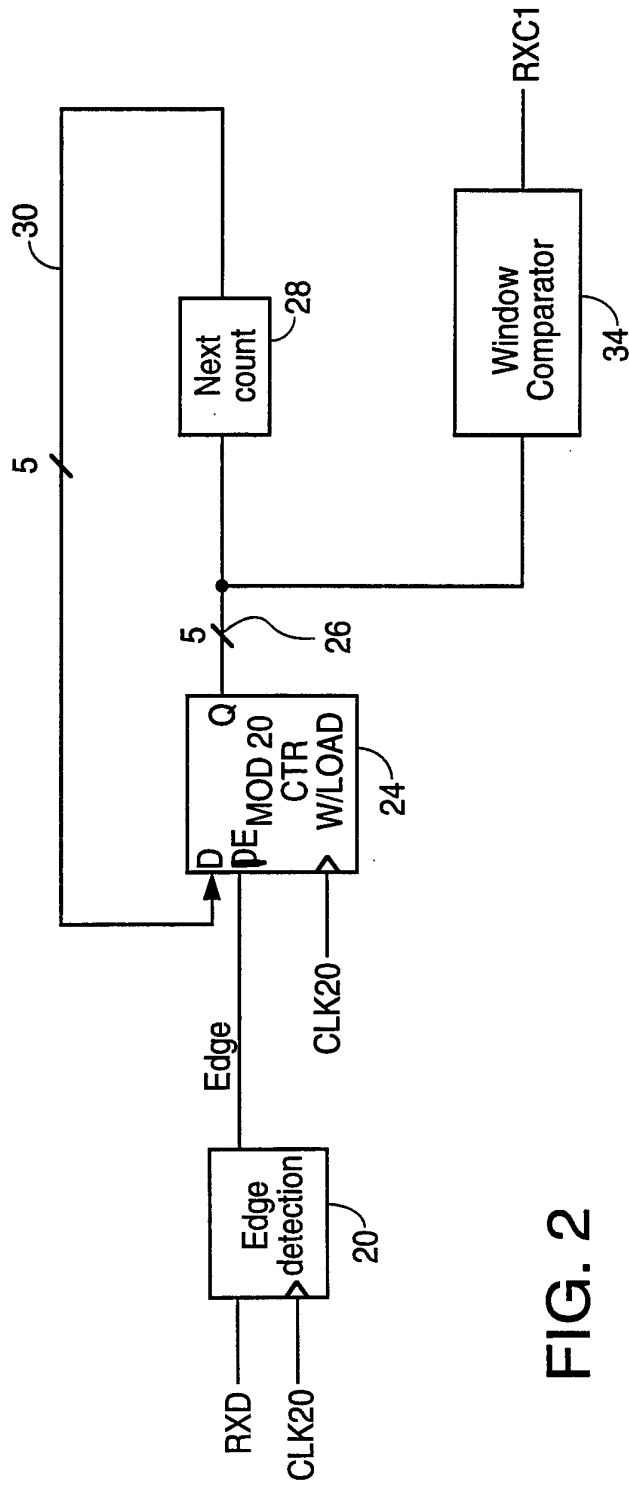 30
5
Next
count
28
5
26
D
Q
PE
MOD 20
CTR
W/LOAD
24
Edge
CLK20
RXD
Edge
detection
CLK20
20
Window
Comparator
34
RXC1
FIG. 2